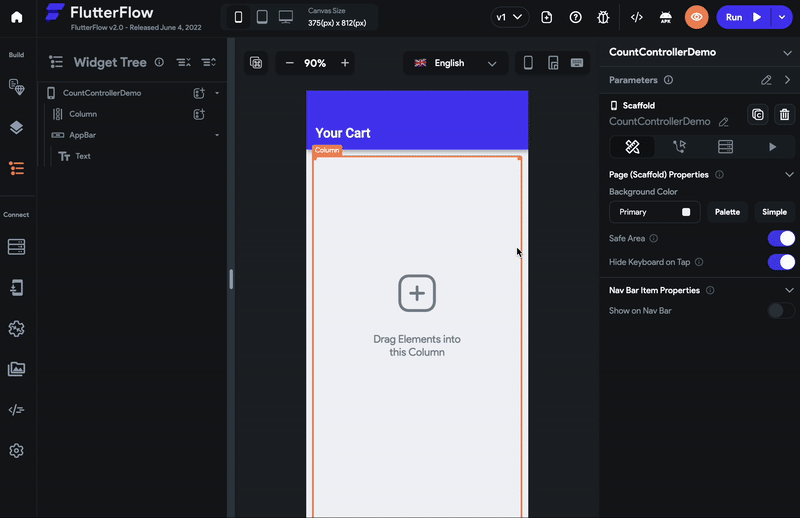 FlutterFlow
FlutterFlow v2.0 - Released June 4, 2022
Canvas Size
375(px) x 812(px)
v1
APK
Run
Build
Connect
Widget Tree
CountControllerDemo
Column
AppBar
Text
90%
English
Your Cart
Column
Drag Elements into
this Column
CountControllerDemo
Parameters
Scaffold
CountControllerDemo
Page (Scaffold) Properties
Background Color
Primary
Palette
Simple
Safe Area
Hide Keyboard on Tap
Nav Bar Item Properties
Show on Nav Bar